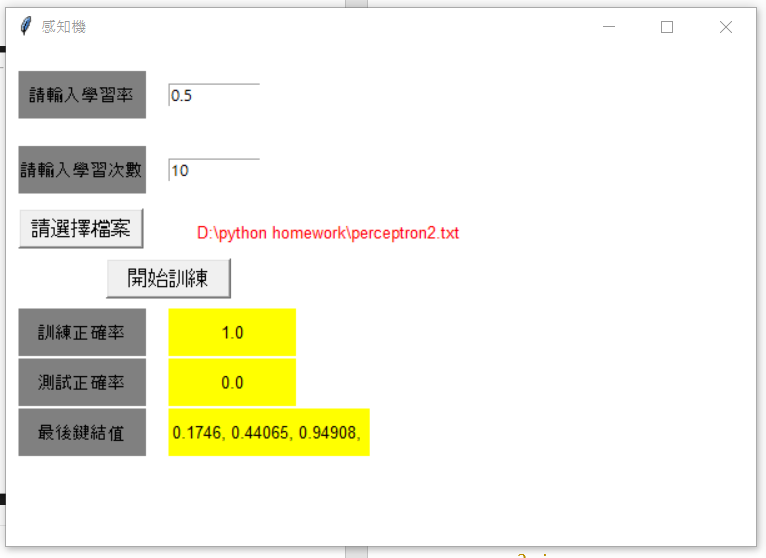 感知機
請輸入學習率 0.5
請輸入學習次數 10
請選擇檔案 D:\python homework\perceptron2.txt
開始訓練
訓練正確率 1.0
測試正確率 0.0
最後鍵結值 0.1746, 0.44065, 0.94908,